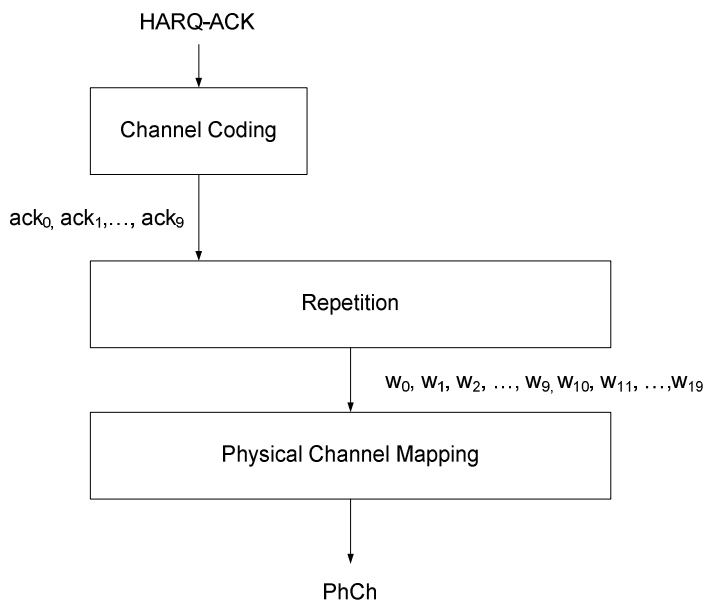 HARQ-ACK
Channel Coding
ack₀, ack₁,…, ack₉
Repetition
w₀, w₁, w₂, …, w₉, w₁₀, w₁₁, …,w₁₉
Physical Channel Mapping
PhCh